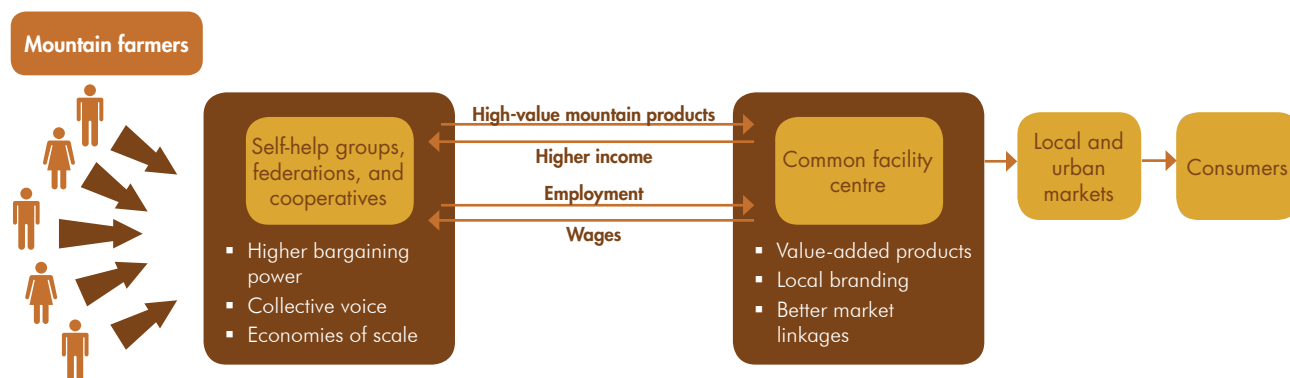 Mountain farmers
Self-help groups,
federations, and
cooperatives
▪ Higher bargaining
power
▪ Collective voice
▪ Economies of scale
High-value mountain products
Higher income
Employment
Wages
Common facility
centre
▪ Value-added products
▪ Local branding
▪ Better market
linkages
Local and
urban
markets
Consumers